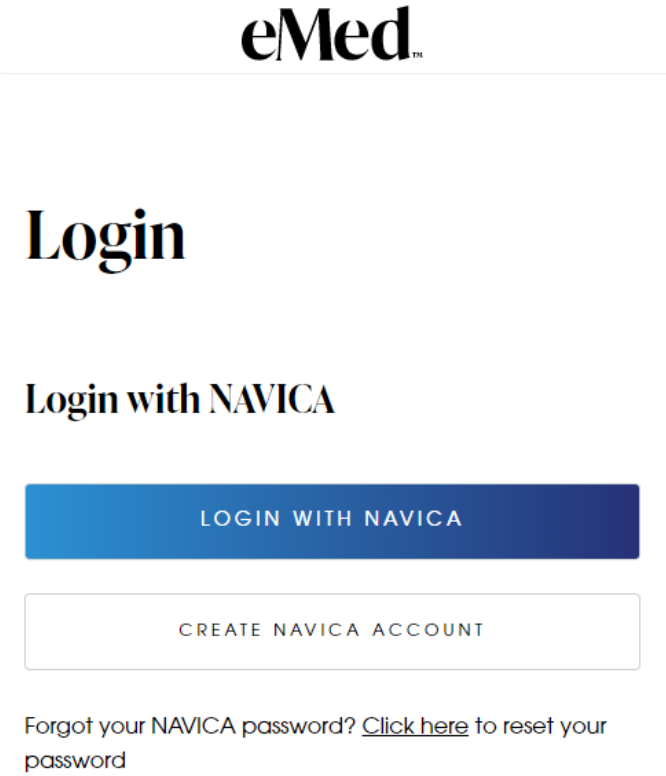 eMed™
Login
Login with NAVICA
LOGIN WITH NAVICA
CREATE NAVICA ACCOUNT
Forgot your NAVICA password? Click here to reset your
password